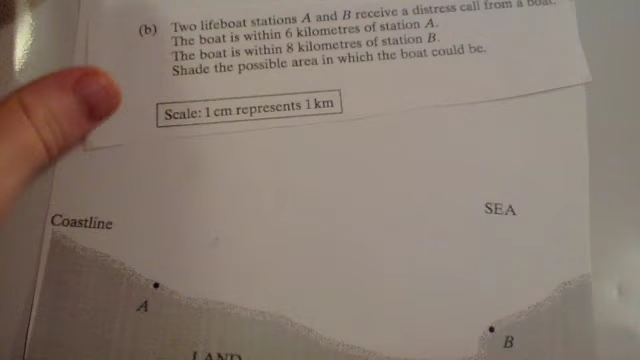 (b) Two lifeboat stations A and B receive a distress call from a boat.
The boat is within 6 kilometres of station A.
The boat is within 8 kilometres of station B.
Shade the possible area in which the boat could be.
Scale: 1 cm represents 1 km
SEA
Coastline
A
B
LAND